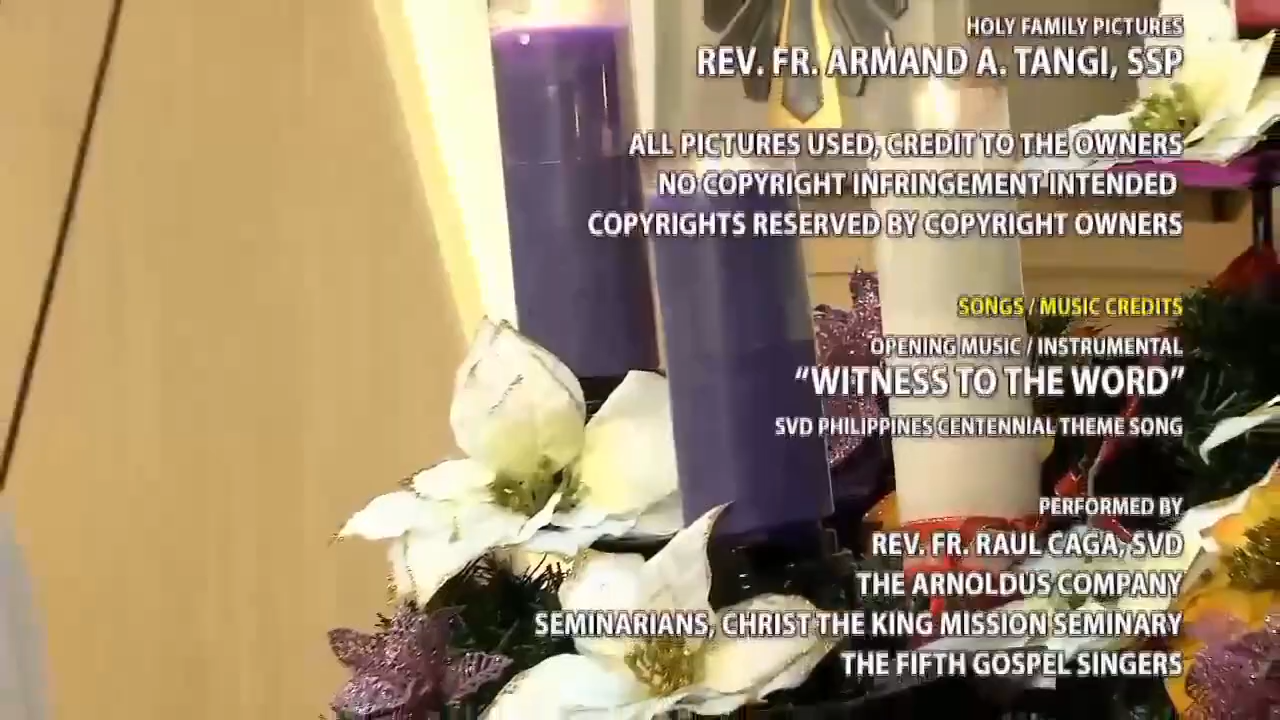 HOLY FAMILY PICTURES
REV. FR. ARMAND A. TANGI, SSP
ALL PICTURES USED, CREDIT TO THE OWNERS
NO COPYRIGHT INFRINGEMENT INTENDED
COPYRIGHTS RESERVED BY COPYRIGHT OWNERS
SONGS / MUSIC CREDITS
OPENING MUSIC / INSTRUMENTAL
“WITNESS TO THE WORD”
SVD PHILIPPINES CENTENNIAL THEME SONG
PERFORMED BY
REV. FR. RAUL CAGA, SVD
THE ARNOLDUS COMPANY
SEMINARIANS, CHRIST THE KING MISSION SEMINARY
THE FIFTH GOSPEL SINGERS